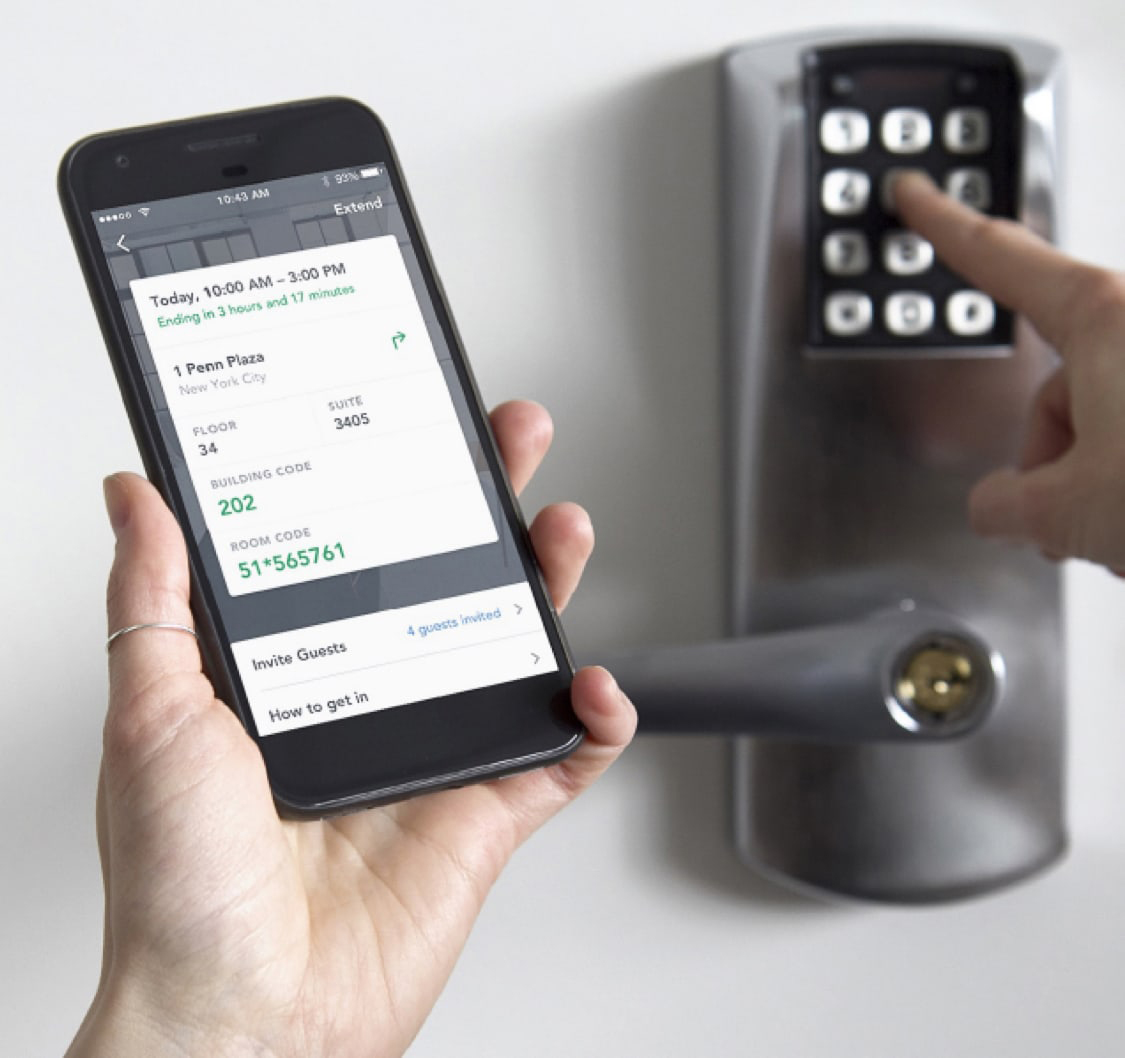 10:43 AM
93%
Extend
Today, 10:00 AM – 3:00 PM
Ending in 3 hours and 17 minutes
1 Penn Plaza
New York City
FLOOR
34
SUITE
3405
BUILDING CODE
202
ROOM CODE
51*565761
Invite Guests
4 guests invited
How to get in
1 2 3
4 6
7 8
* 0 #